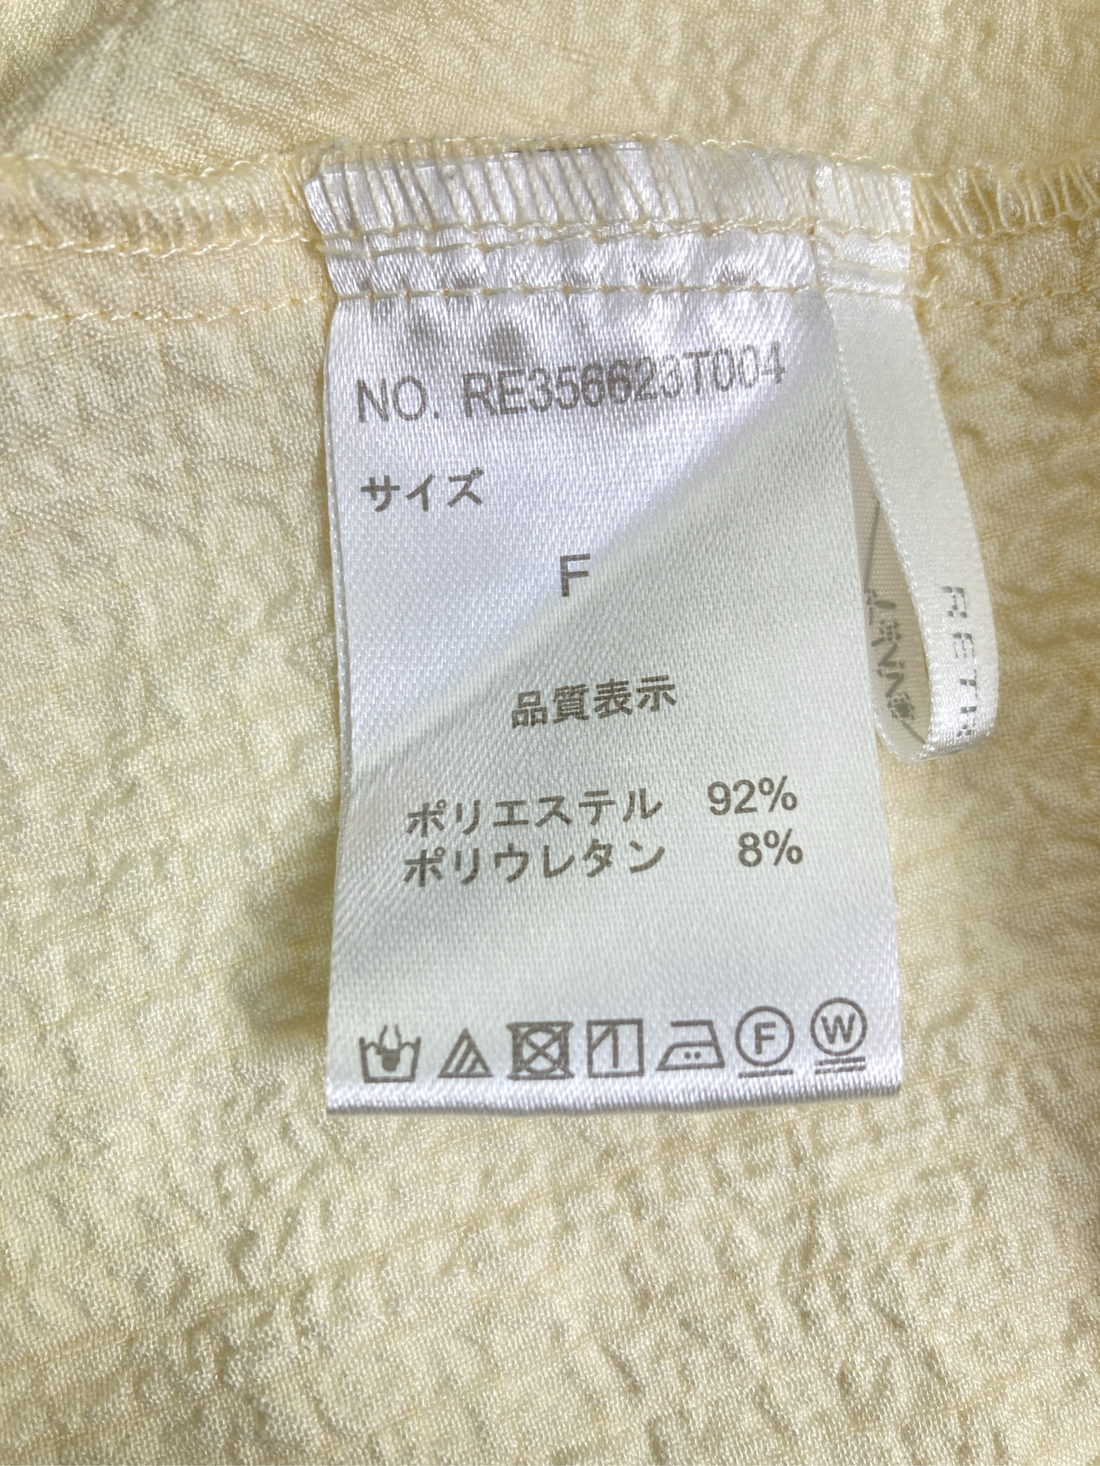 NO. RE356623T004
サイズ
F
品質表示
ポリエステル 92%
ポリウレタン 8%
F
W